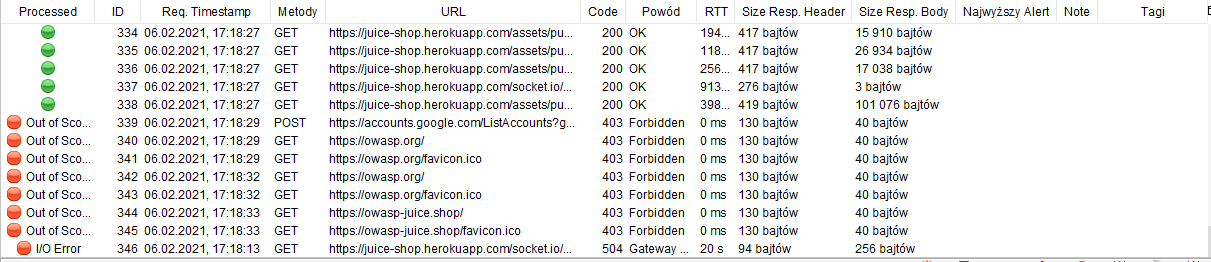 Processed ID Req. Timestamp Metody URL Code Powód RTT Size Resp. Header Size Resp. Body Najwyższy Alert Note Tagi
334 06.02.2021, 17:18:27 GET https://juice-shop.herokuapp.com/assets/pu... 200 OK 194... 417 bajtów 15 910 bajtów
335 06.02.2021, 17:18:27 GET https://juice-shop.herokuapp.com/assets/pu... 200 OK 118... 417 bajtów 26 934 bajtów
336 06.02.2021, 17:18:27 GET https://juice-shop.herokuapp.com/assets/pu... 200 OK 256... 417 bajtów 17 038 bajtów
337 06.02.2021, 17:18:27 GET https://juice-shop.herokuapp.com/socket.io/... 200 OK 913... 276 bajtów 3 bajtów
338 06.02.2021, 17:18:27 GET https://juice-shop.herokuapp.com/assets/pu... 200 OK 398... 419 bajtów 101 076 bajtów
Out of Sco... 339 06.02.2021, 17:18:29 POST https://accounts.google.com/ListAccounts?g... 403 Forbidden 0 ms 130 bajtów 40 bajtów
Out of Sco... 340 06.02.2021, 17:18:29 GET https://owasp.org/ 403 Forbidden 0 ms 130 bajtów 40 bajtów
Out of Sco... 341 06.02.2021, 17:18:29 GET https://owasp.org/favicon.ico 403 Forbidden 0 ms 130 bajtów 40 bajtów
Out of Sco... 342 06.02.2021, 17:18:32 GET https://owasp.org/ 403 Forbidden 0 ms 130 bajtów 40 bajtów
Out of Sco... 343 06.02.2021, 17:18:32 GET https://owasp.org/favicon.ico 403 Forbidden 0 ms 130 bajtów 40 bajtów
Out of Sco... 344 06.02.2021, 17:18:33 GET https://owasp-juice.shop/ 403 Forbidden 0 ms 130 bajtów 40 bajtów
Out of Sco... 345 06.02.2021, 17:18:33 GET https://owasp-juice.shop/favicon.ico 403 Forbidden 0 ms 130 bajtów 40 bajtów
I/O Error 346 06.02.2021, 17:18:13 GET https://juice-shop.herokuapp.com/socket.io/... 504 Gateway ... 20 s 94 bajtów 256 bajtów